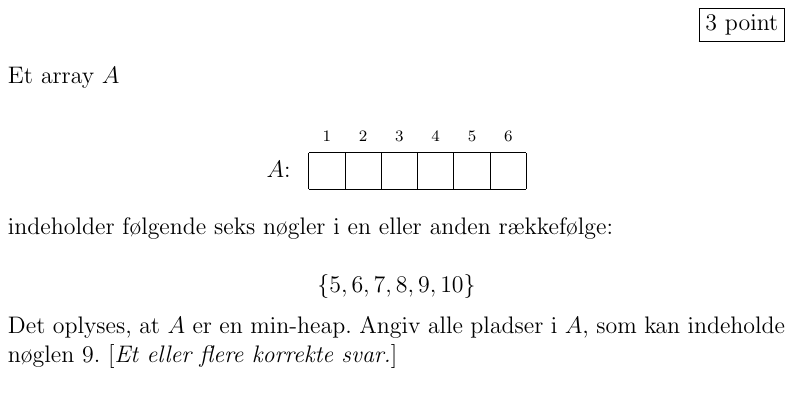 3 point
Et array A
1 2 3 4 5 6
A:
indeholder følgende seks nøgler i en eller anden rækkefølge:
{5, 6, 7, 8, 9, 10}
Det oplyses, at A er en min-heap. Angiv alle pladser i A, som kan indeholde
nøglen 9. [Et eller flere korrekte svar.]